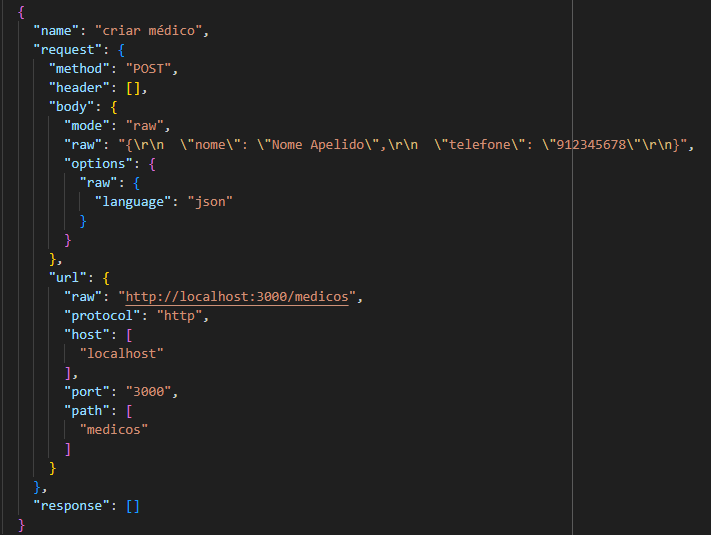 {
  "name": "criar médico",
  "request": {
    "method": "POST",
    "header": [],
    "body": {
      "mode": "raw",
      "raw": "{\r\n  \"nome\": \"Nome Apelido\",\r\n  \"telefone\": \"912345678\"\r\n}",
      "options": {
        "raw": {
          "language": "json"
        }
      }
    },
    "url": {
      "raw": "http://localhost:3000/medicos",
      "protocol": "http",
      "host": [
        "localhost"
      ],
      "port": "3000",
      "path": [
        "medicos"
      ]
    }
  },
  "response": []
}